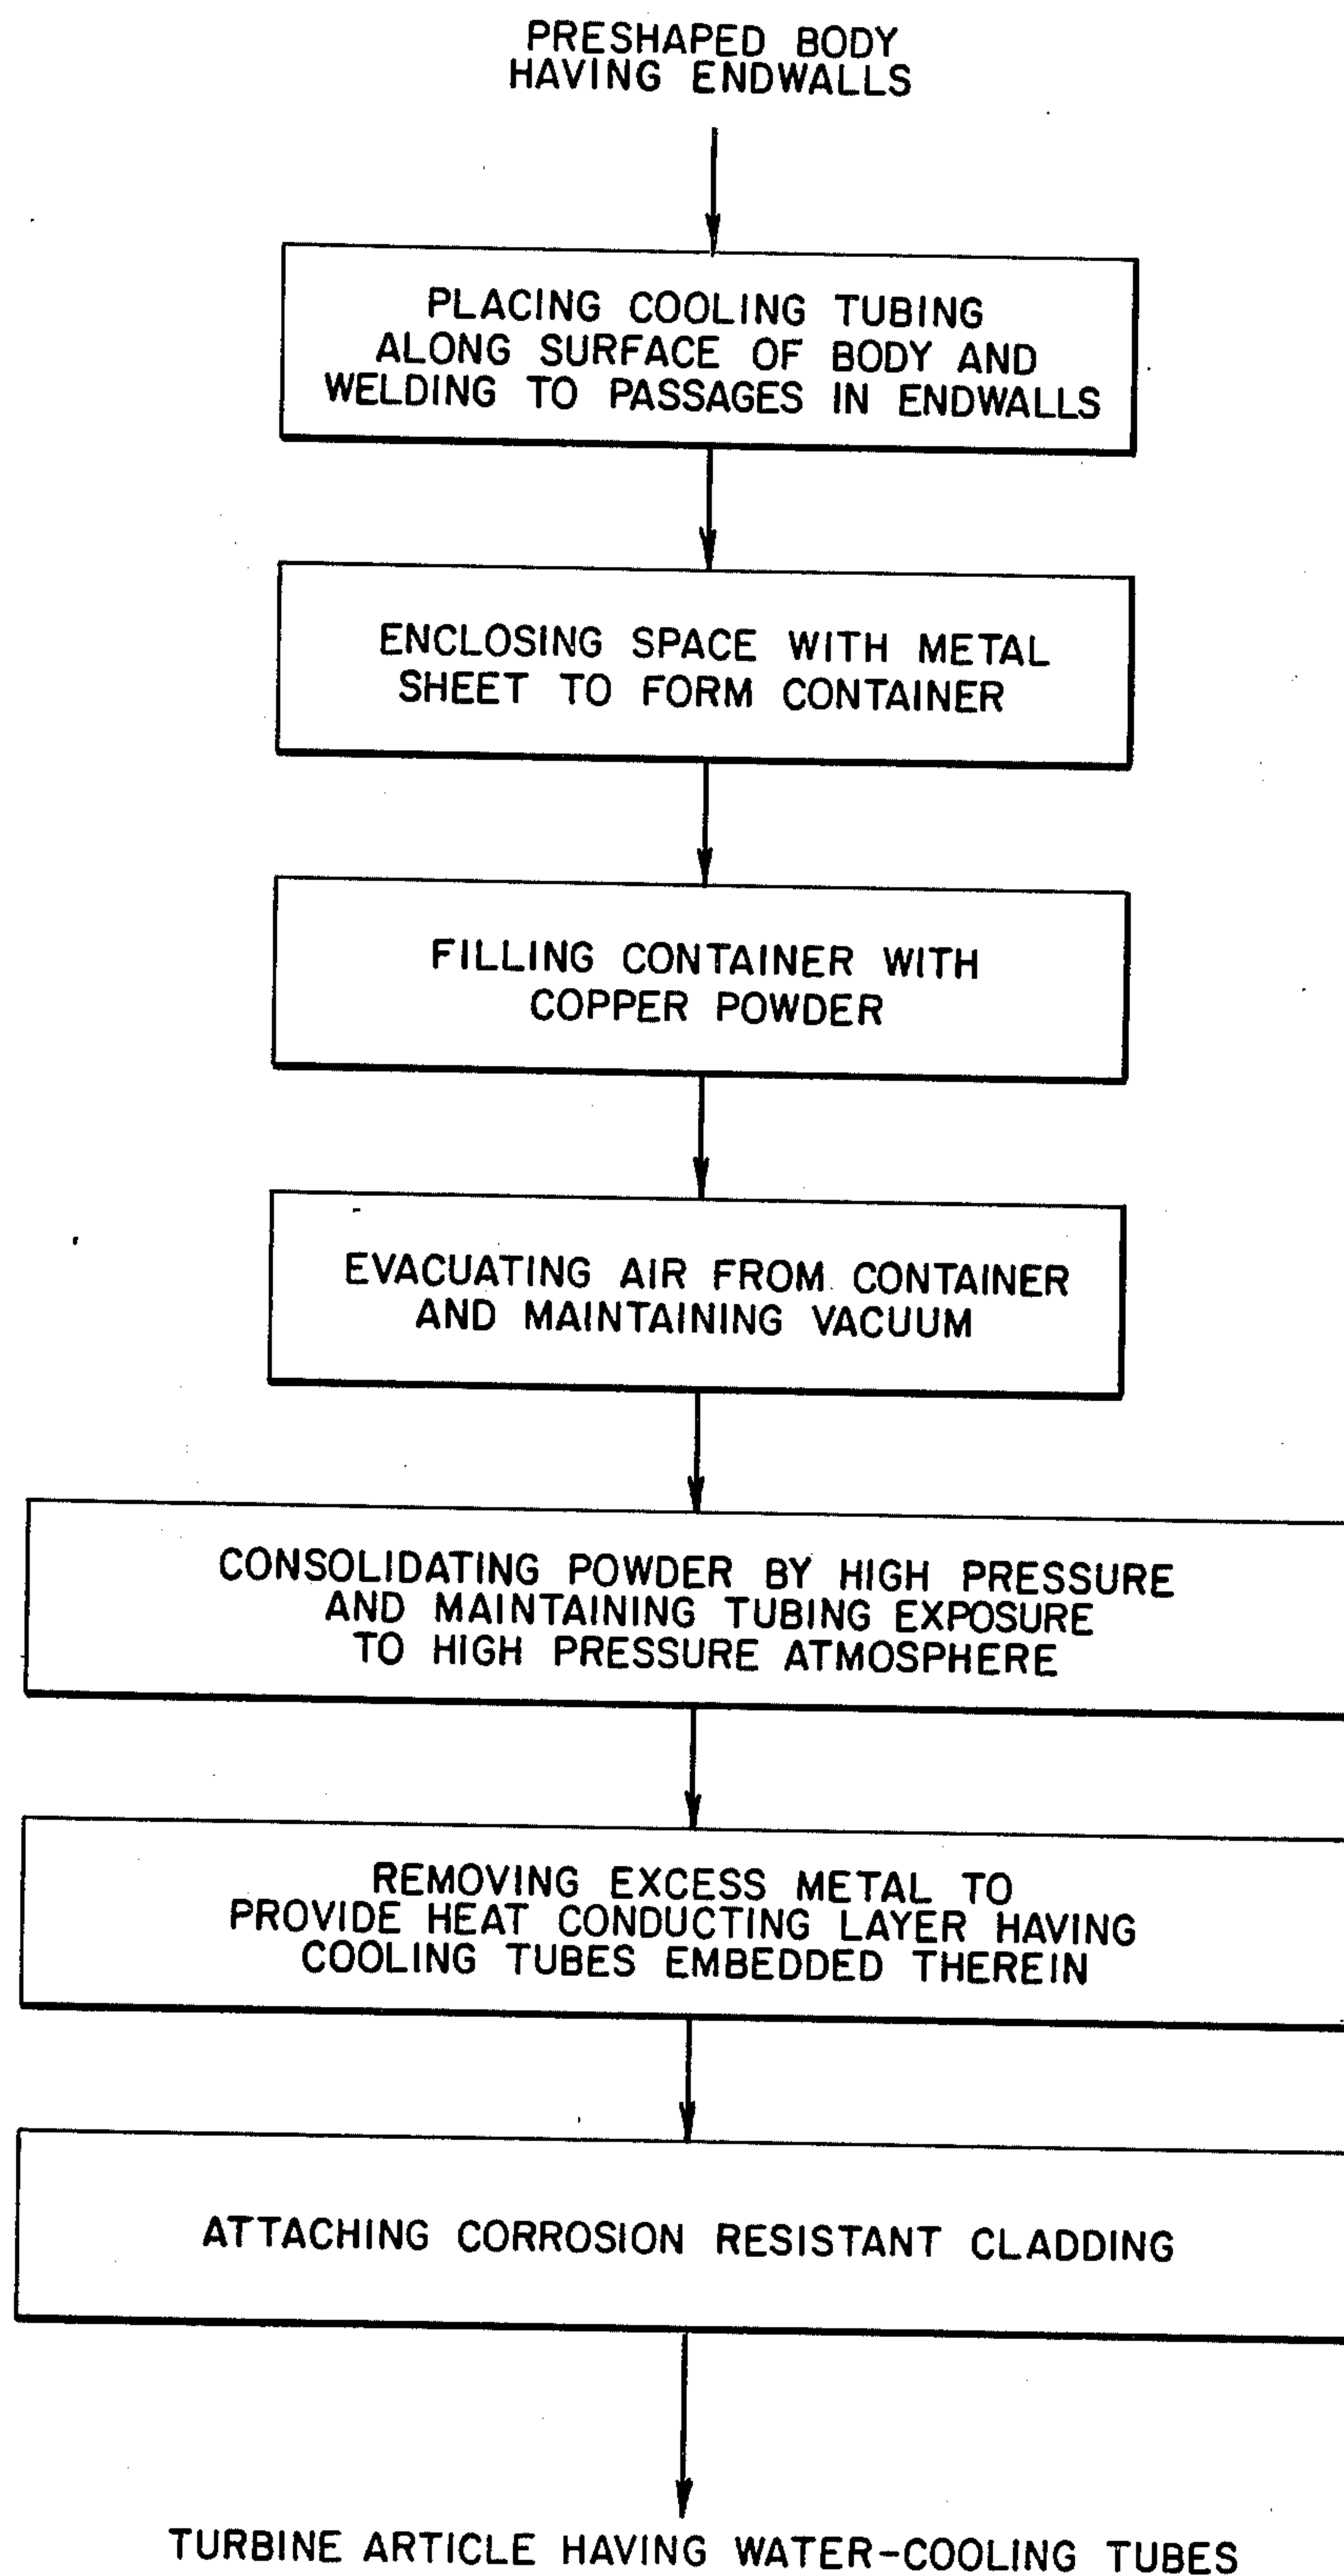 PRESHAPED BODY
HAVING ENDWALLS
PLACING COOLING TUBING
ALONG SURFACE OF BODY AND
WELDING TO PASSAGES IN ENDWALLS
ENCLOSING SPACE WITH METAL
SHEET TO FORM CONTAINER
FILLING CONTAINER WITH
COPPER POWDER
EVACUATING AIR FROM CONTAINER
AND MAINTAINING VACUUM
CONSOLIDATING POWDER BY HIGH PRESSURE
AND MAINTAINING TUBING EXPOSURE
TO HIGH PRESSURE ATMOSPHERE
REMOVING EXCESS METAL TO
PROVIDE HEAT CONDUCTING LAYER HAVING
COOLING TUBES EMBEDDED THEREIN
ATTACHING CORROSION RESISTANT CLADDING
TURBINE ARTICLE HAVING WATER-COOLING TUBES